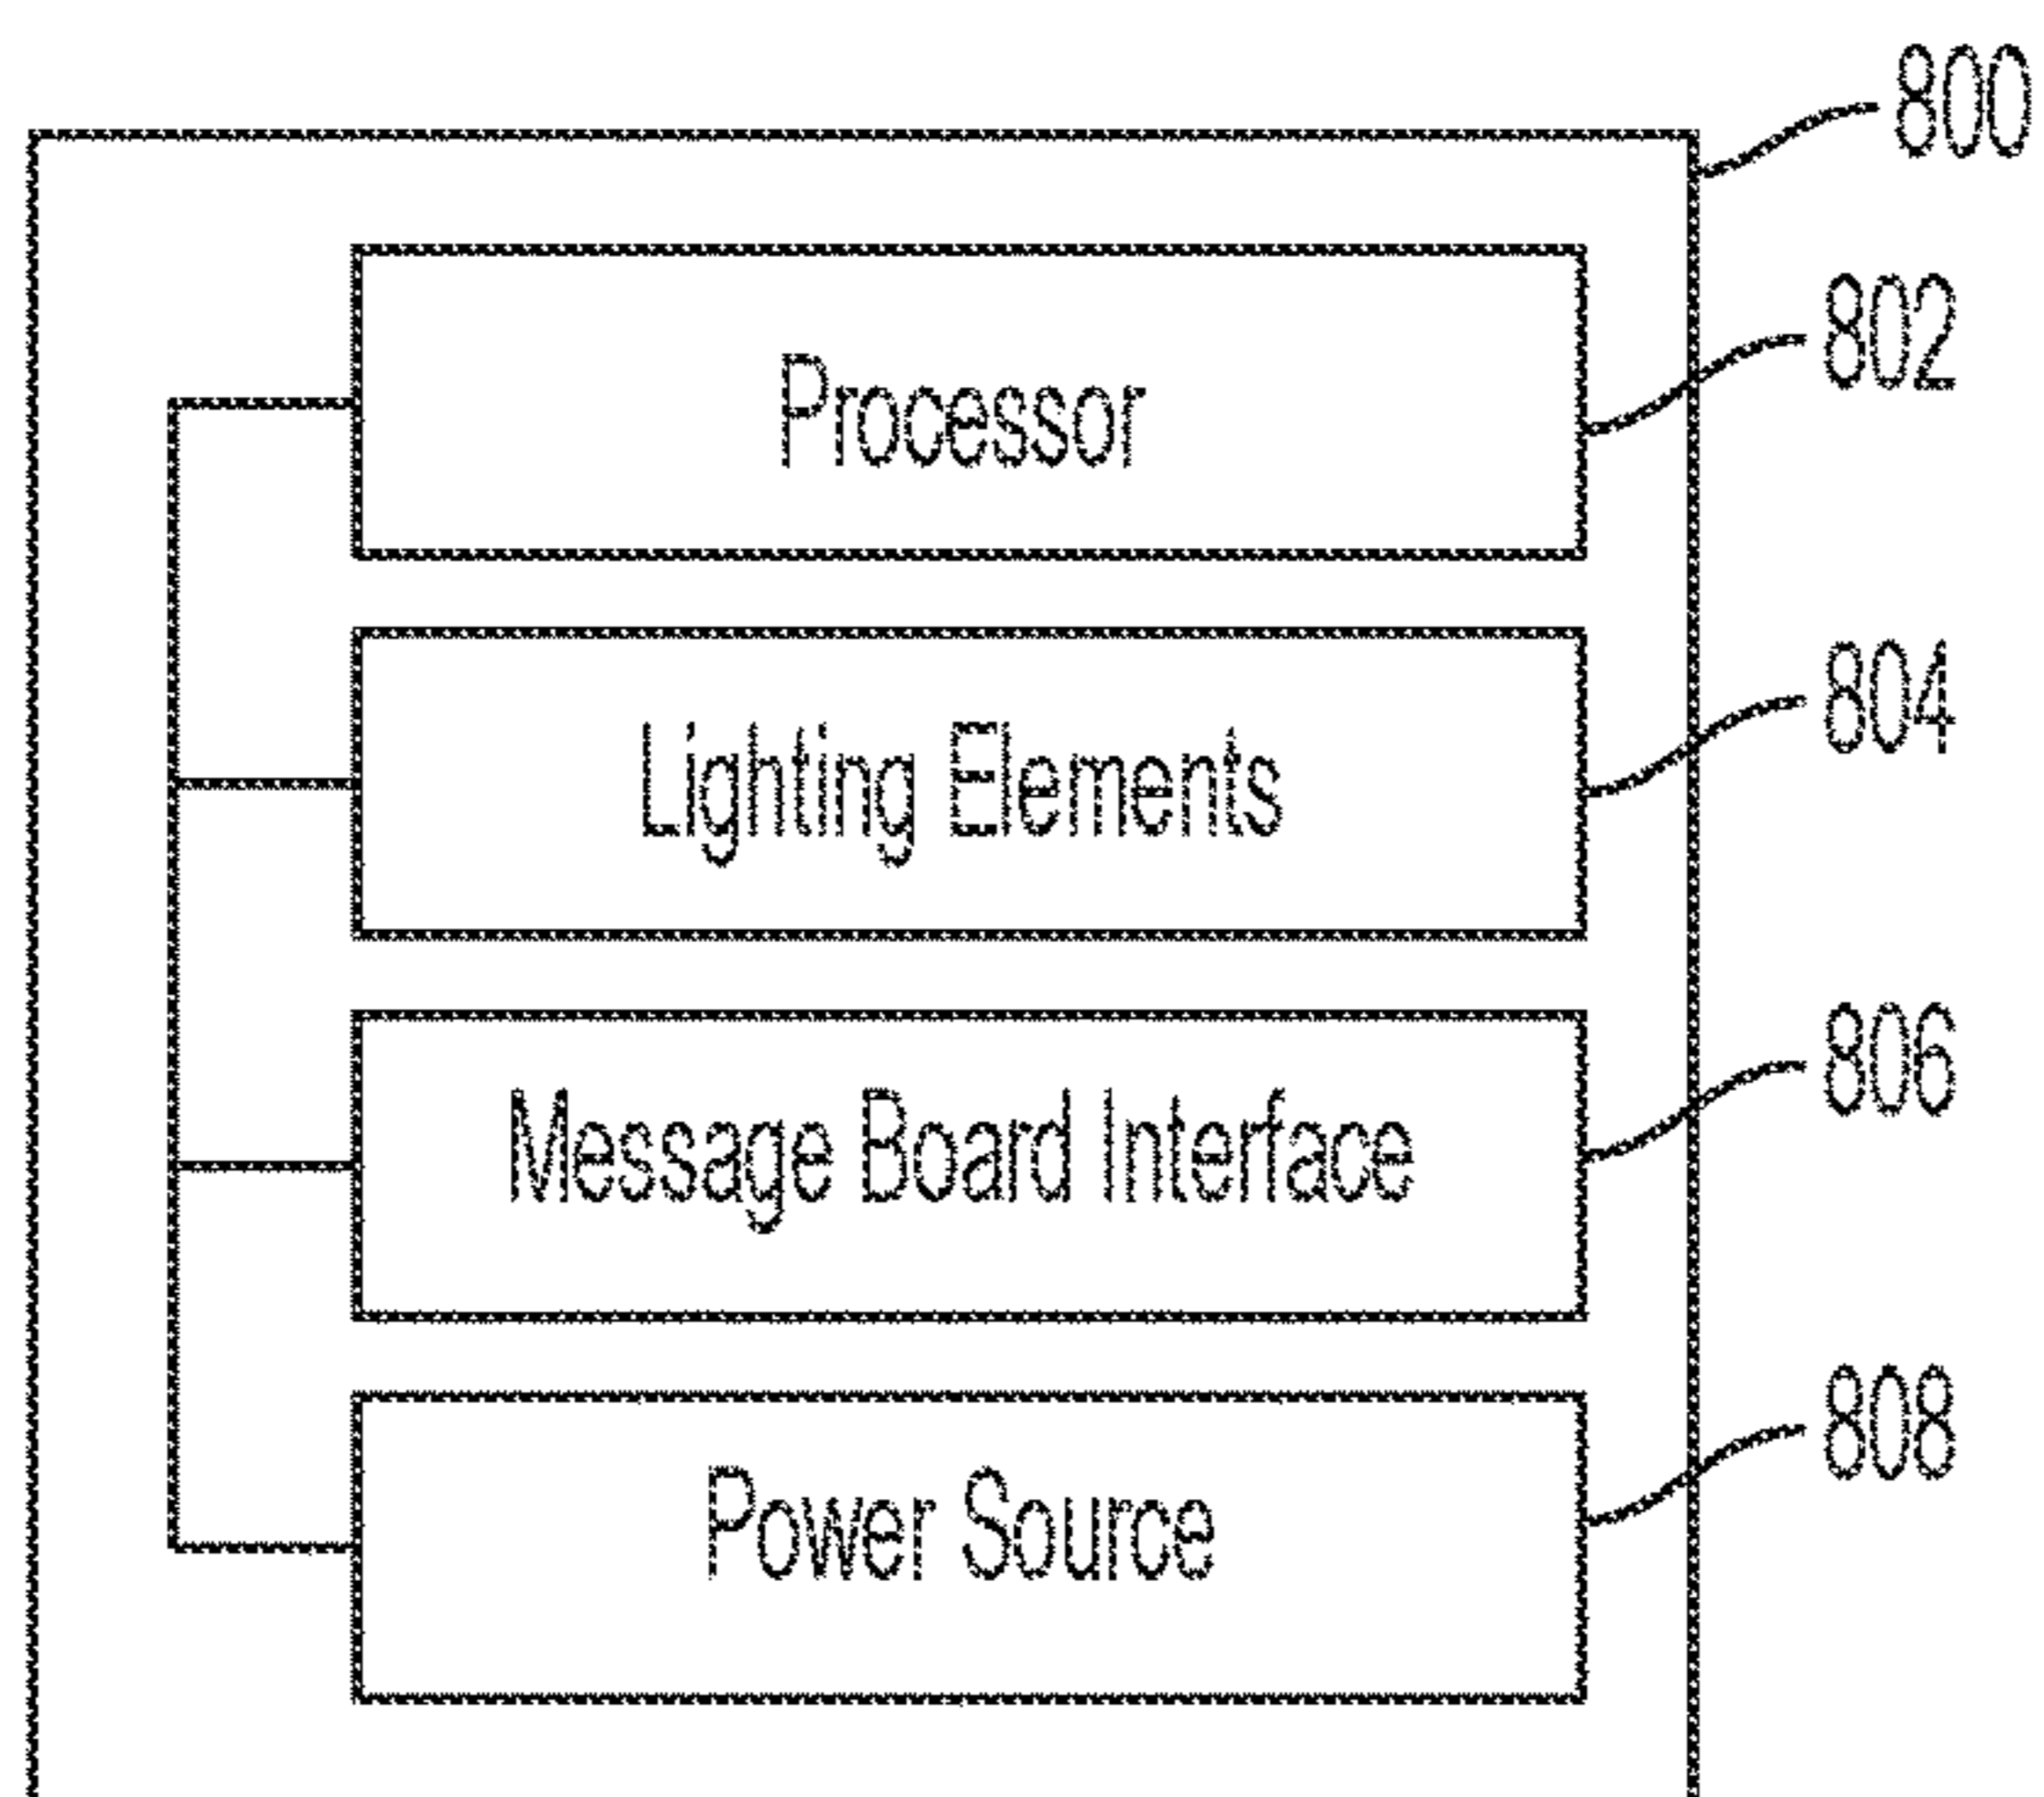 800
Processor
802
Lighting Elements
804
Message Board Interface
806
Power Source
808